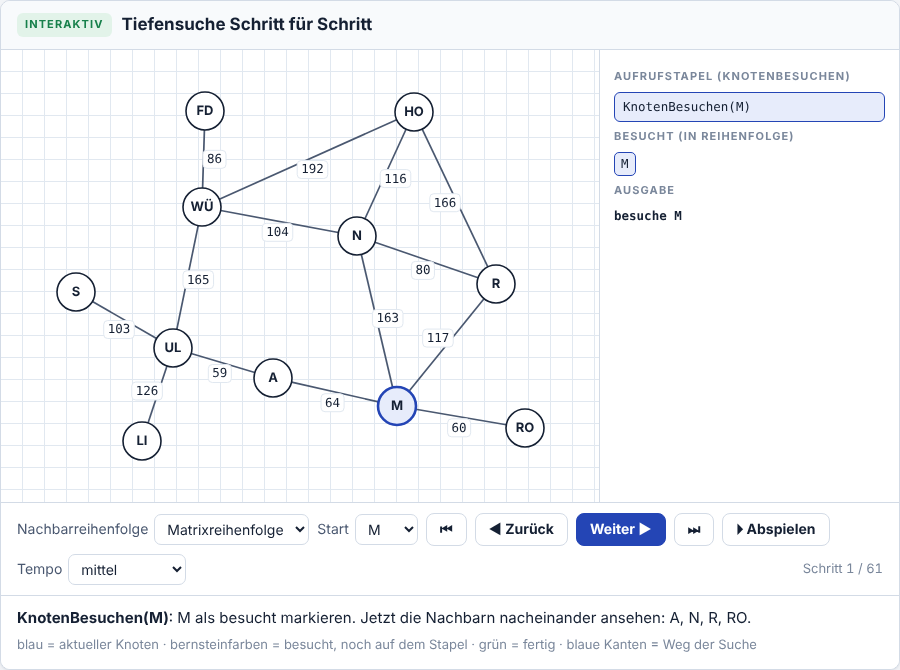 INTERAKTIV Tiefensuche Schritt für Schritt
FD
HO
86
192
116
166
WÜ
104
N
80
R
165
S
103
163
117
UL
59
A
126
64
M
60
RO
LI
AUFRUFSTAPEL (KNOTENBESUCHEN)
KnotenBesuchen(M)
BESUCHT (IN REIHENFOLGE)
M
AUSGABE
besuche M
Nachbarreihenfolge Matrixreihenfolge Start M ⏮ ◀ Zurück Weiter ▶ ⏭ ⏵Abspielen
Tempo mittel Schritt 1 / 61
KnotenBesuchen(M): M als besucht markieren. Jetzt die Nachbarn nacheinander ansehen: A, N, R, RO.
blau = aktueller Knoten · bernsteinfarben = besucht, noch auf dem Stapel · grün = fertig · blaue Kanten = Weg der Suche